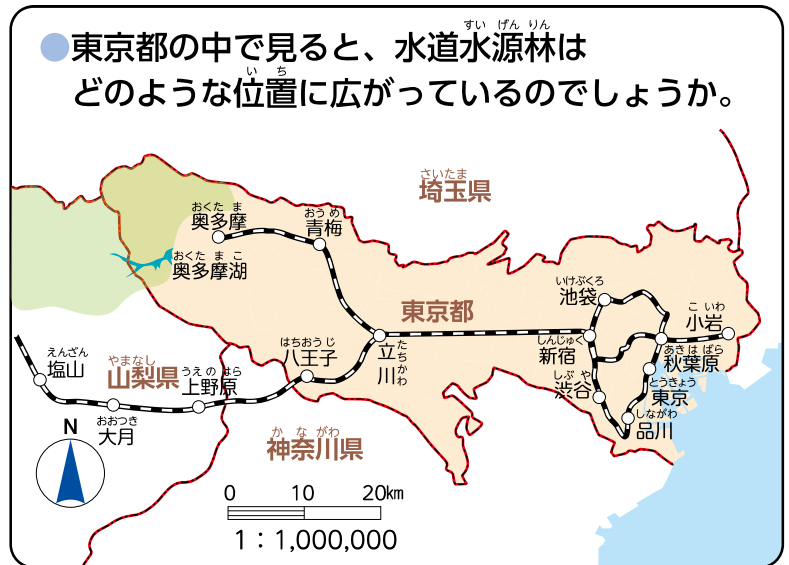 ●東京都の中で見ると、水道水源林は
すい げん りん
どのような位置に広がっているのでしょうか。
い ち
さいたま
埼玉県
おくたま
奥多摩
おうめ
青梅
おくたまこ
奥多摩湖
いけぶくろ
池袋
東京都
こいわ
小岩
はちおうじ
八王子
たちかわ
立川
しんじゅく
新宿
あきはばら
秋葉原
えんざん
塩山
やまなし
山梨県
うえのはら
上野原
しぶや
渋谷
とうきょう
東京
おおつき
大月
しながわ
品川
かながわ
神奈川県
N
0 10 20km
1：1,000,000